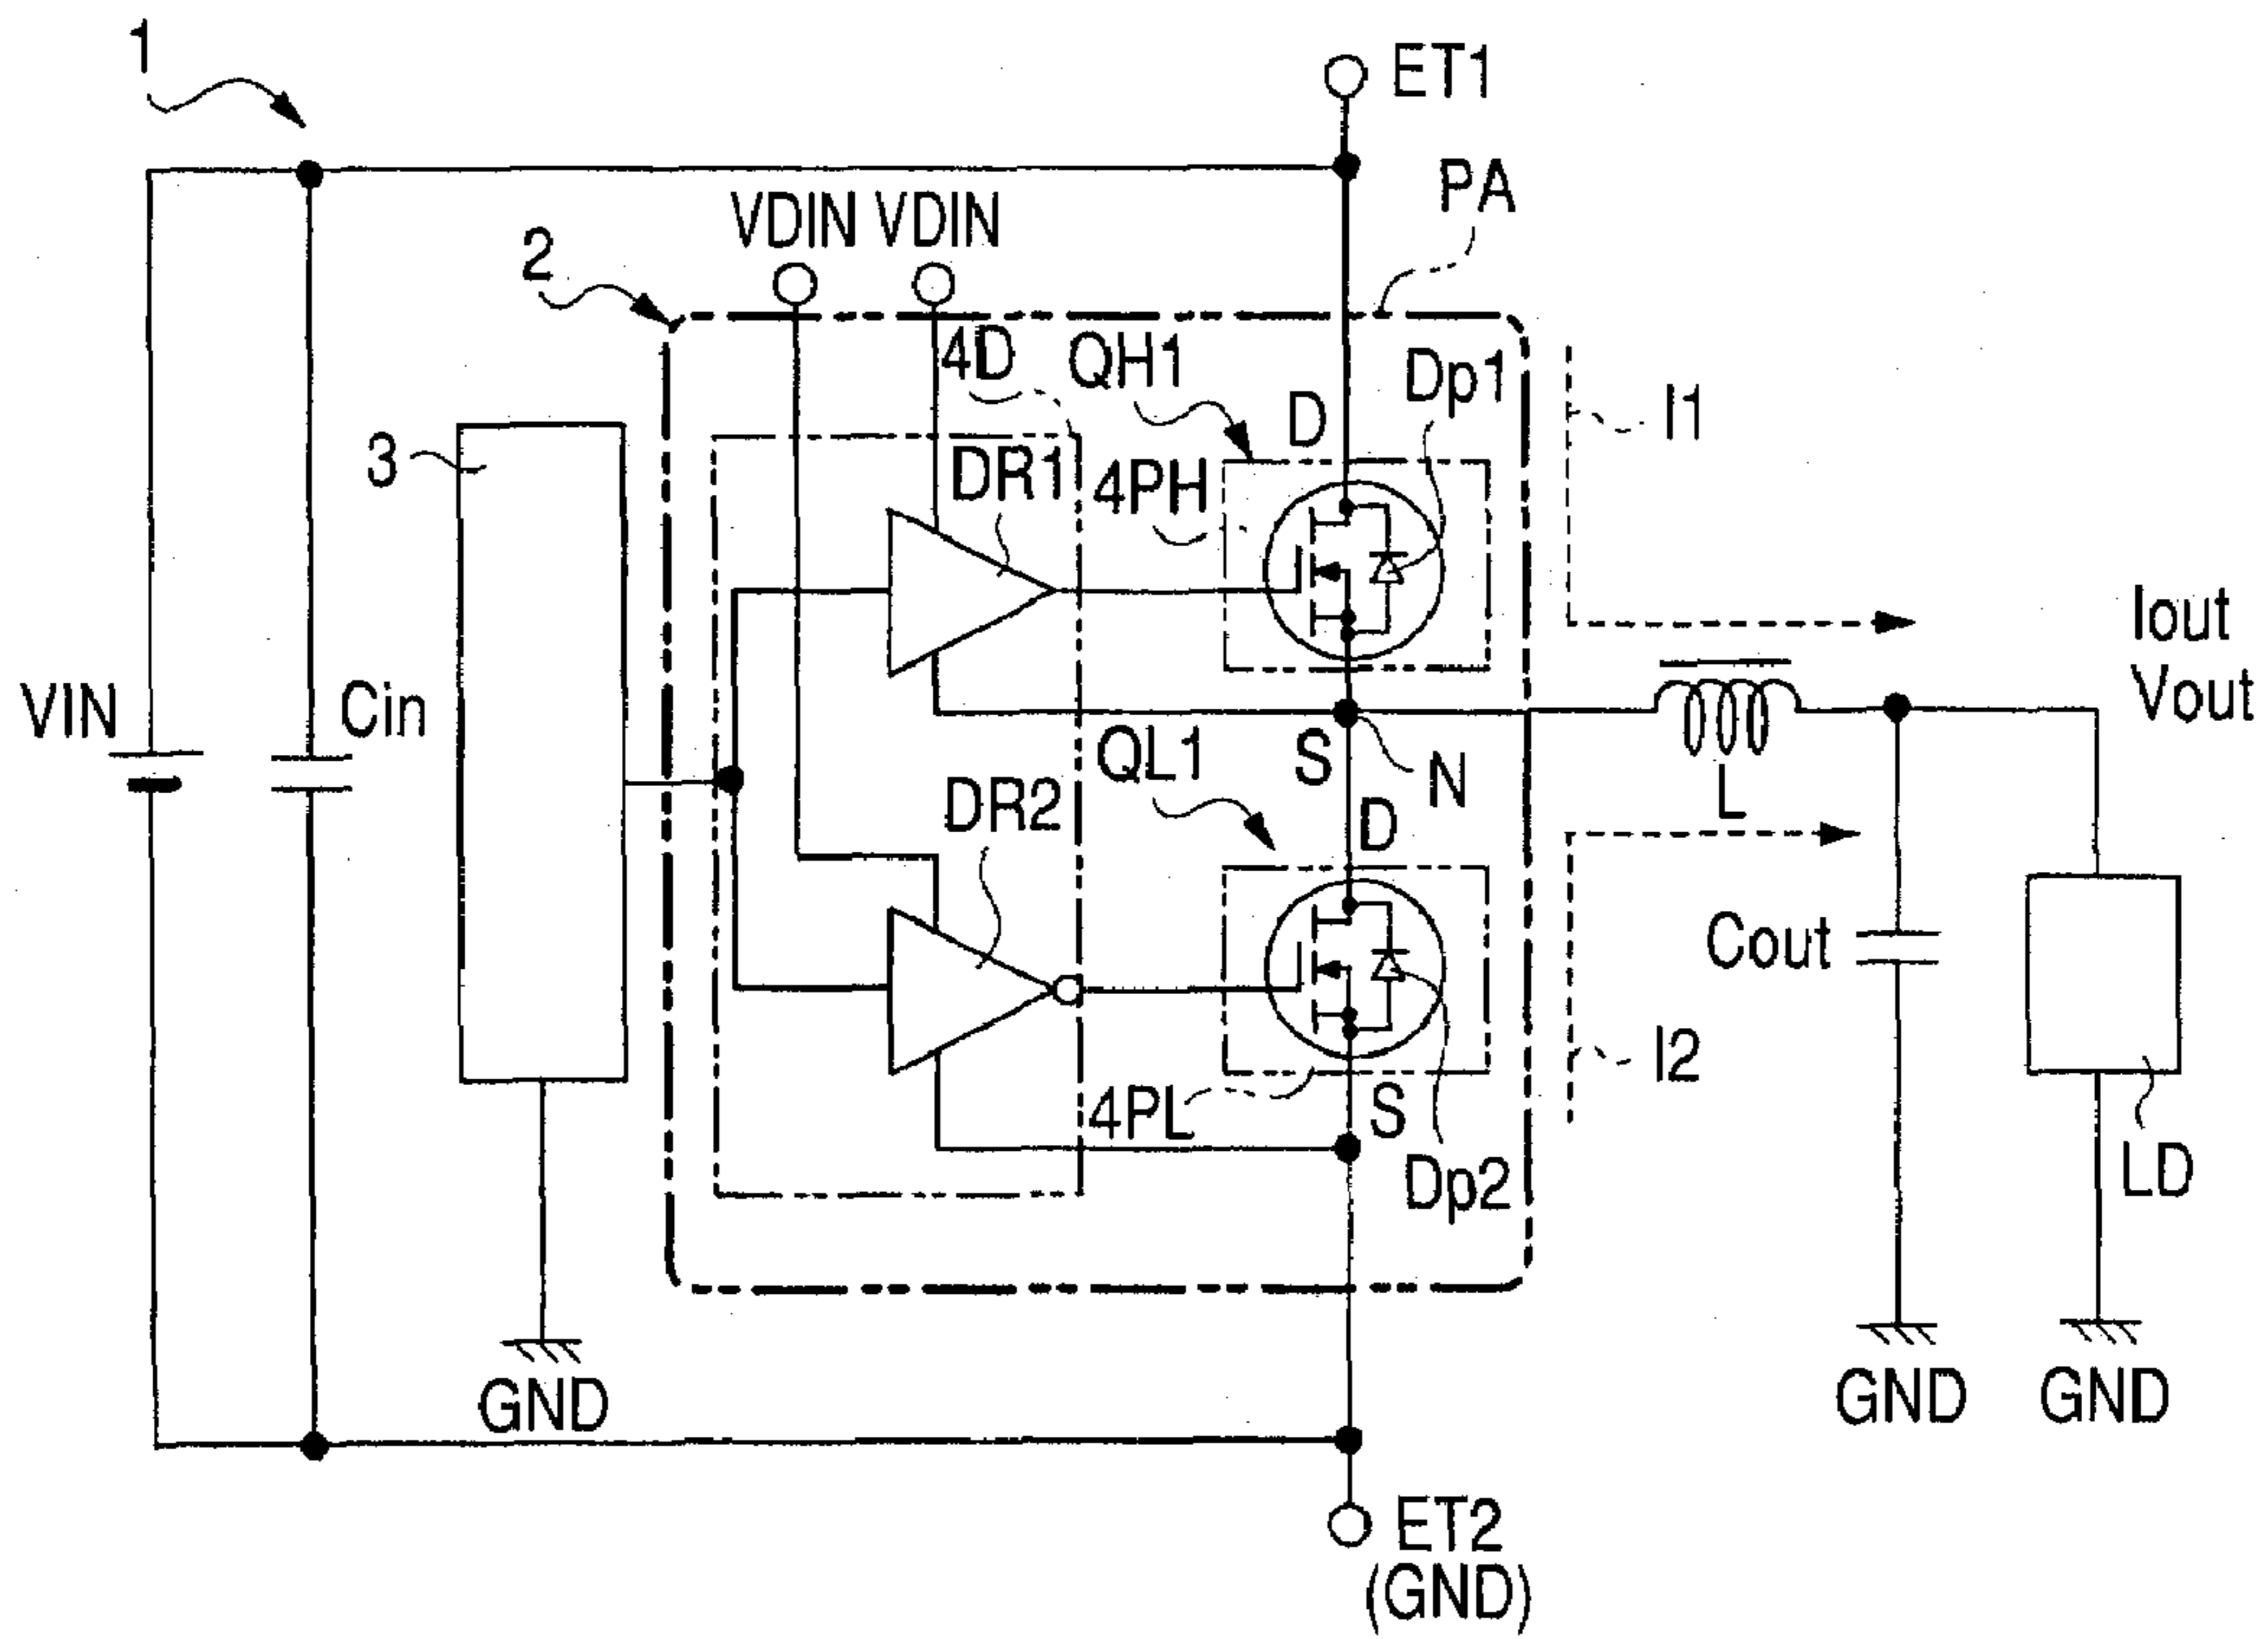 1
ET1
PA
VDIN VDIN
2
4D
QH1
Dp1
I1
D
3
DR1
4PH
Iout
Vout
VIN
Cin
S
N
QL1
L
DR2
D
Cout
I2
4PL
S
Dp2
LD
GND
GND
GND
ET2
(GND)